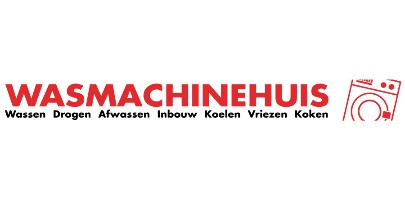 WASMACHINEHUIS
Wassen Drogen Afwassen Inbouw Koelen Vriezen Koken